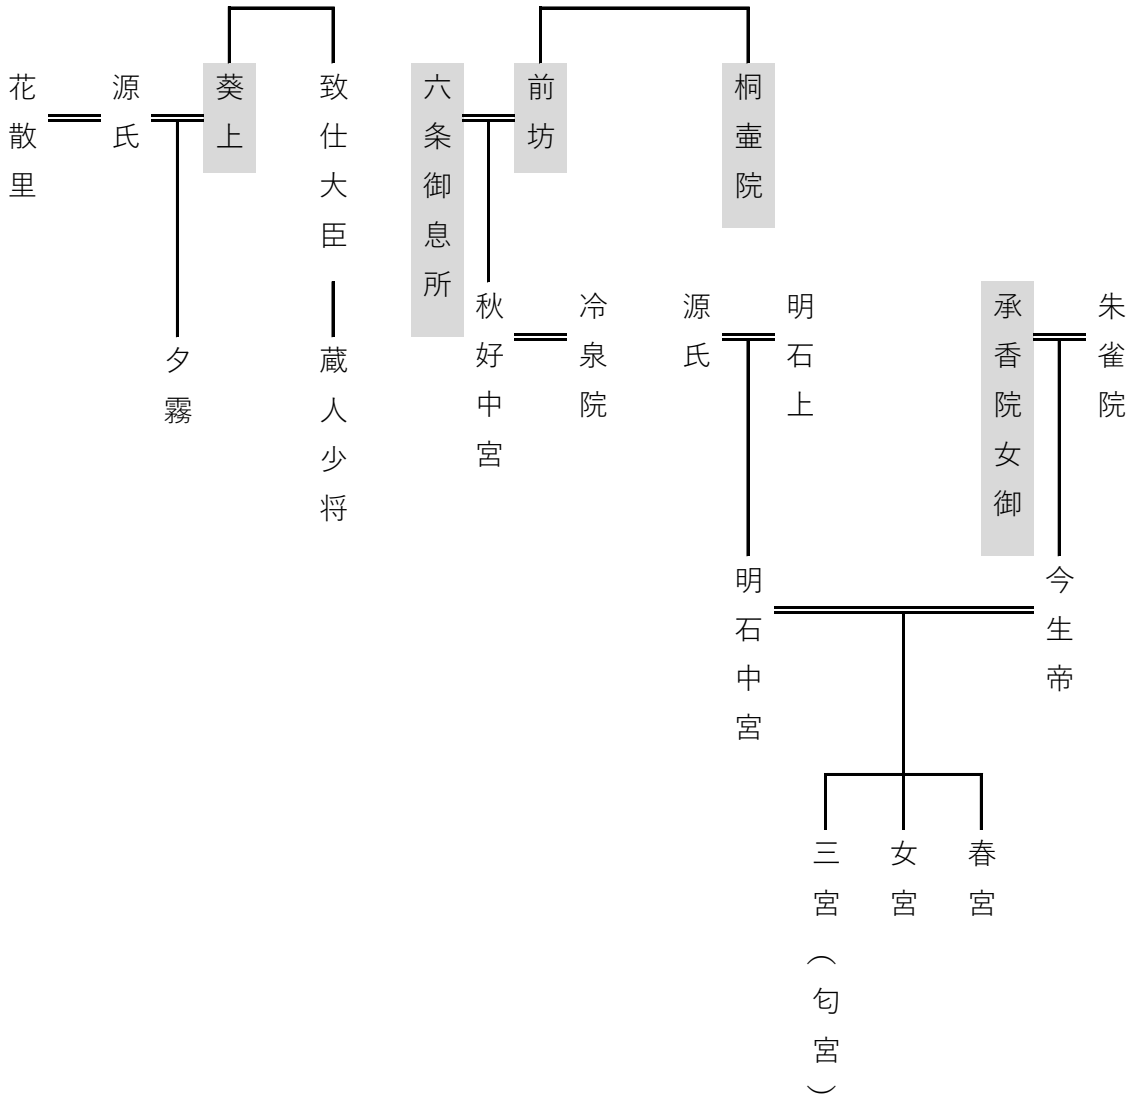 桐壷院
前坊
六条御息所
致仕大臣
葵上
源氏
花散里
朱雀院
承香院女御
明石上
源氏
冷泉院
秋好中宮
蔵人少将
夕霧
今生帝
明石中宮
春宮
女宮
三宮（匂宮）